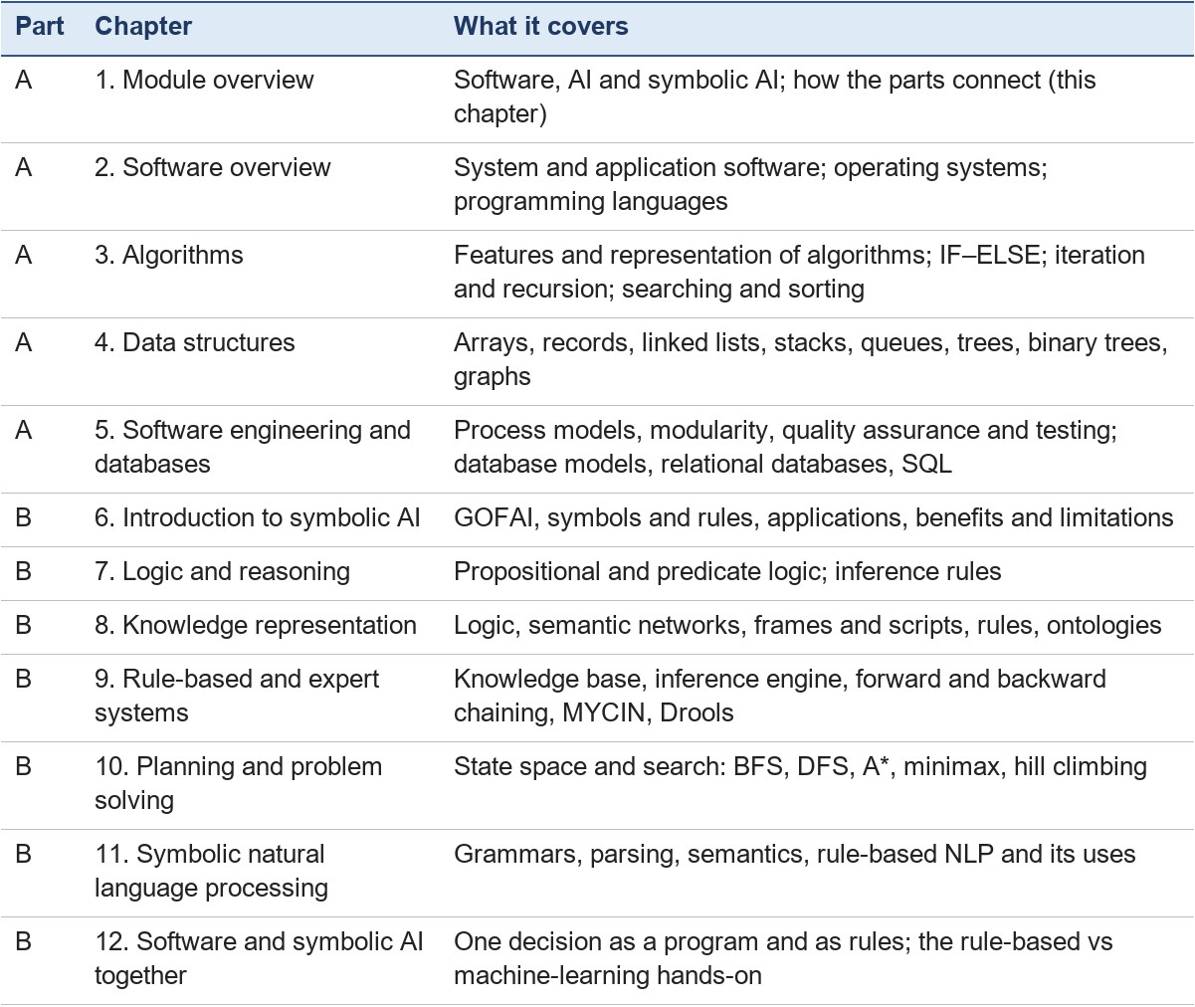 Part Chapter What it covers
A 1. Module overview Software, AI and symbolic AI; how the parts connect (this
chapter)
A 2. Software overview System and application software; operating systems;
programming languages
A 3. Algorithms Features and representation of algorithms; IF–ELSE; iteration
and recursion; searching and sorting
A 4. Data structures Arrays, records, linked lists, stacks, queues, trees, binary trees,
graphs
A 5. Software engineering and Process models, modularity, quality assurance and testing;
databases database models, relational databases, SQL
B 6. Introduction to symbolic AI GOFAI, symbols and rules, applications, benefits and limitations
B 7. Logic and reasoning Propositional and predicate logic; inference rules
B 8. Knowledge representation Logic, semantic networks, frames and scripts, rules, ontologies
B 9. Rule-based and expert Knowledge base, inference engine, forward and backward
systems chaining, MYCIN, Drools
B 10. Planning and problem State space and search: BFS, DFS, A*, minimax, hill climbing
solving
B 11. Symbolic natural Grammars, parsing, semantics, rule-based NLP and its uses
language processing
B 12. Software and symbolic AI One decision as a program and as rules; the rule-based vs
together machine-learning hands-on